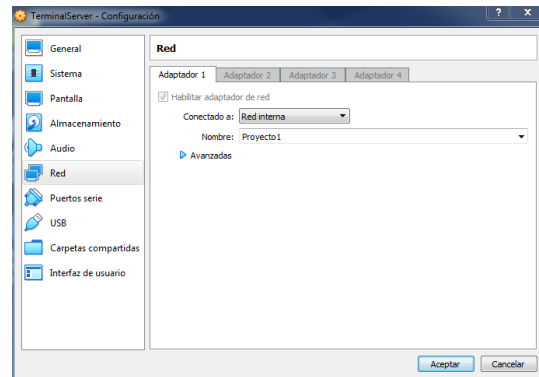 TerminalServer - Configuración
?
x
General
Sistema
Pantalla
Almacenamiento
Audio
Red
Puertos serie
USB
Carpetas compartidas
Interfaz de usuario
Red
Adaptador 1 Adaptador 2 Adaptador 3 Adaptador 4
Habilitar adaptador de red
Conectado a: Red interna
Nombre: Proyecto1
Avanzadas
Aceptar Cancelar